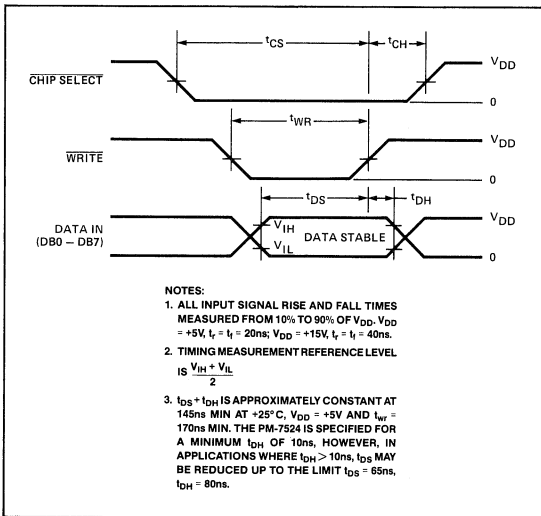 tCS tCH
VDD
CHIP SELECT
0
tWR
VDD
WRITE
0
tDS tDH
VDD
DATA IN
(DB0 – DB7)
VIH
DATA STABLE
VIL
0
NOTES:
1. ALL INPUT SIGNAL RISE AND FALL TIMES
MEASURED FROM 10% TO 90% OF VDD. VDD
= +5V, tr = tf = 20ns; VDD = +15V, tr = tf = 40ns.
2. TIMING MEASUREMENT REFERENCE LEVEL
IS VIH + VIL / 2
3. tDS + tDH IS APPROXIMATELY CONSTANT AT
145ns MIN AT +25°C, VDD = +5V AND twr =
170ns MIN. THE PM-7524 IS SPECIFIED FOR
A MINIMUM tDH OF 10ns, HOWEVER, IN
APPLICATIONS WHERE tDH > 10ns, tDS MAY
BE REDUCED UP TO THE LIMIT tDS = 65ns,
tDH = 80ns.